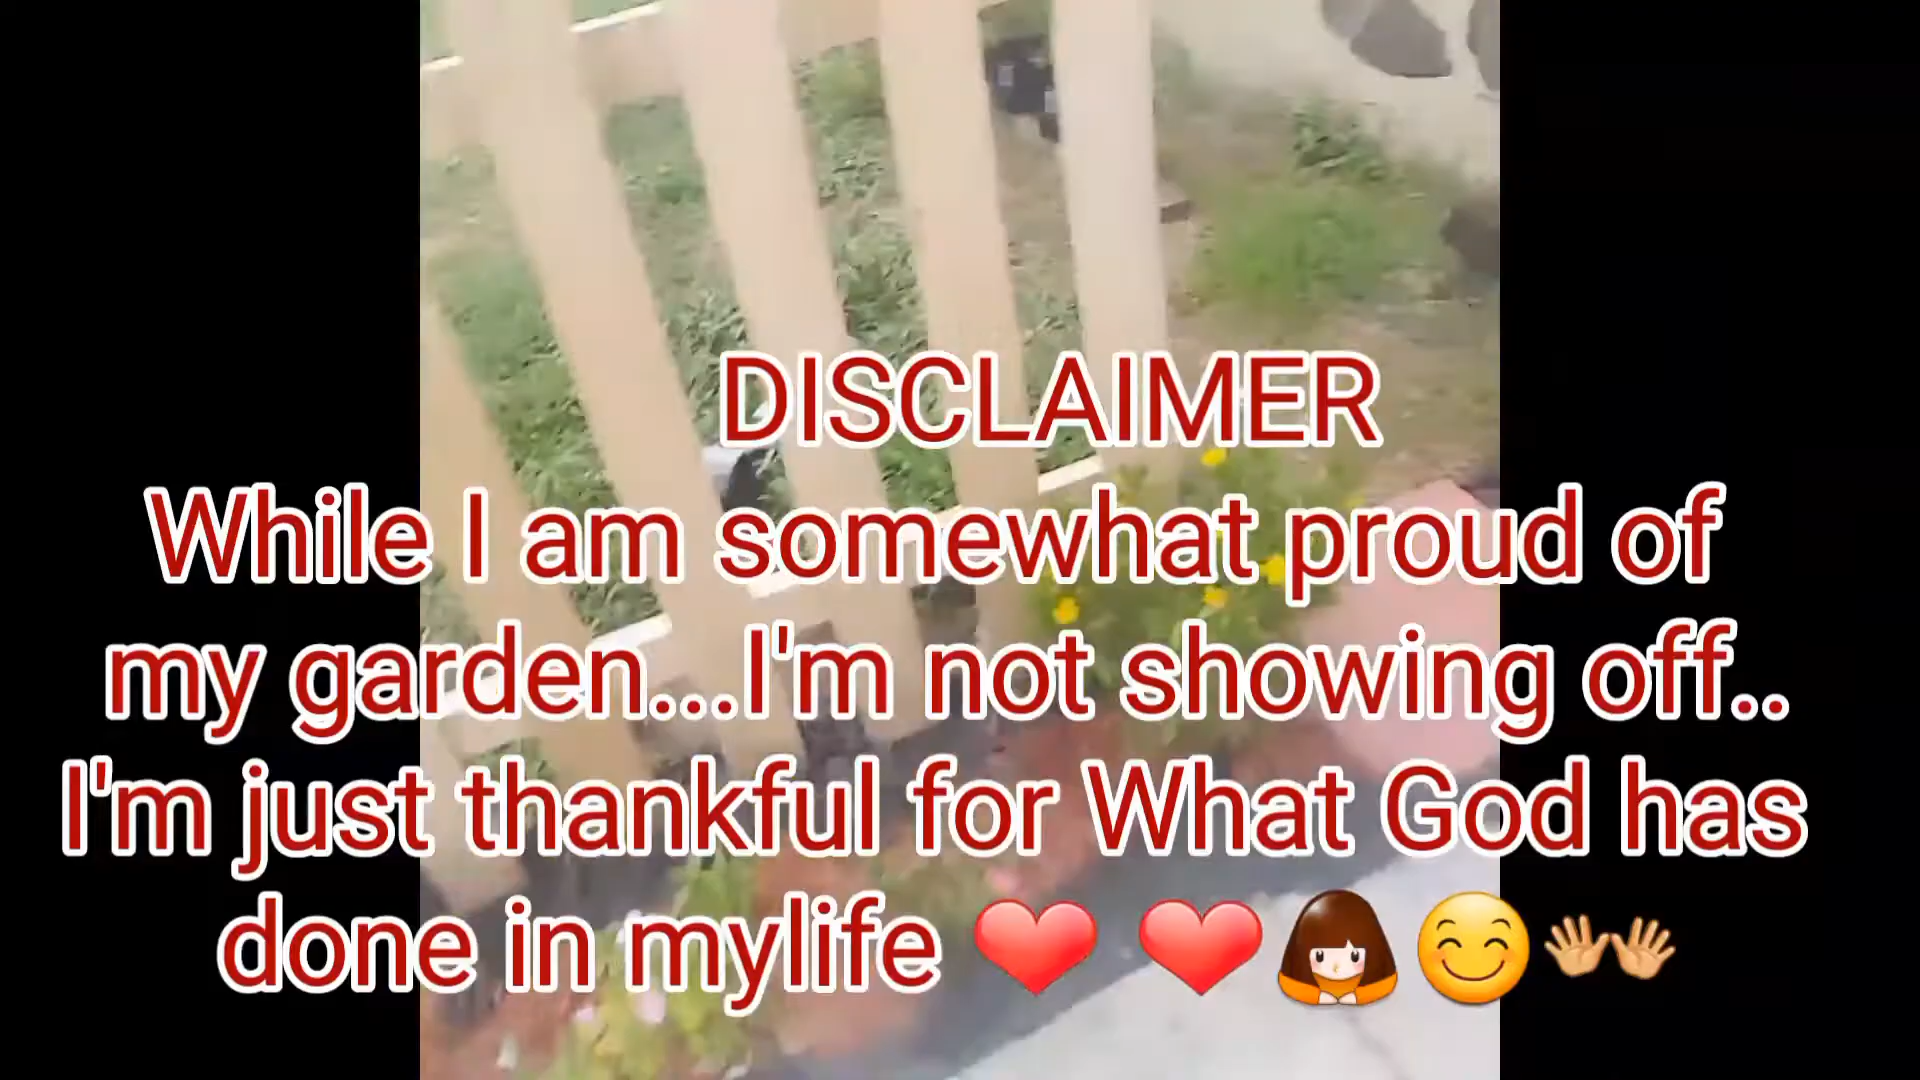 DISCLAIMER
While I am somewhat proud of
my garden...I'm not showing off..
I'm just thankful for What God has
done in mylife ❤️ ❤️🙇‍♀️😊👐🏽